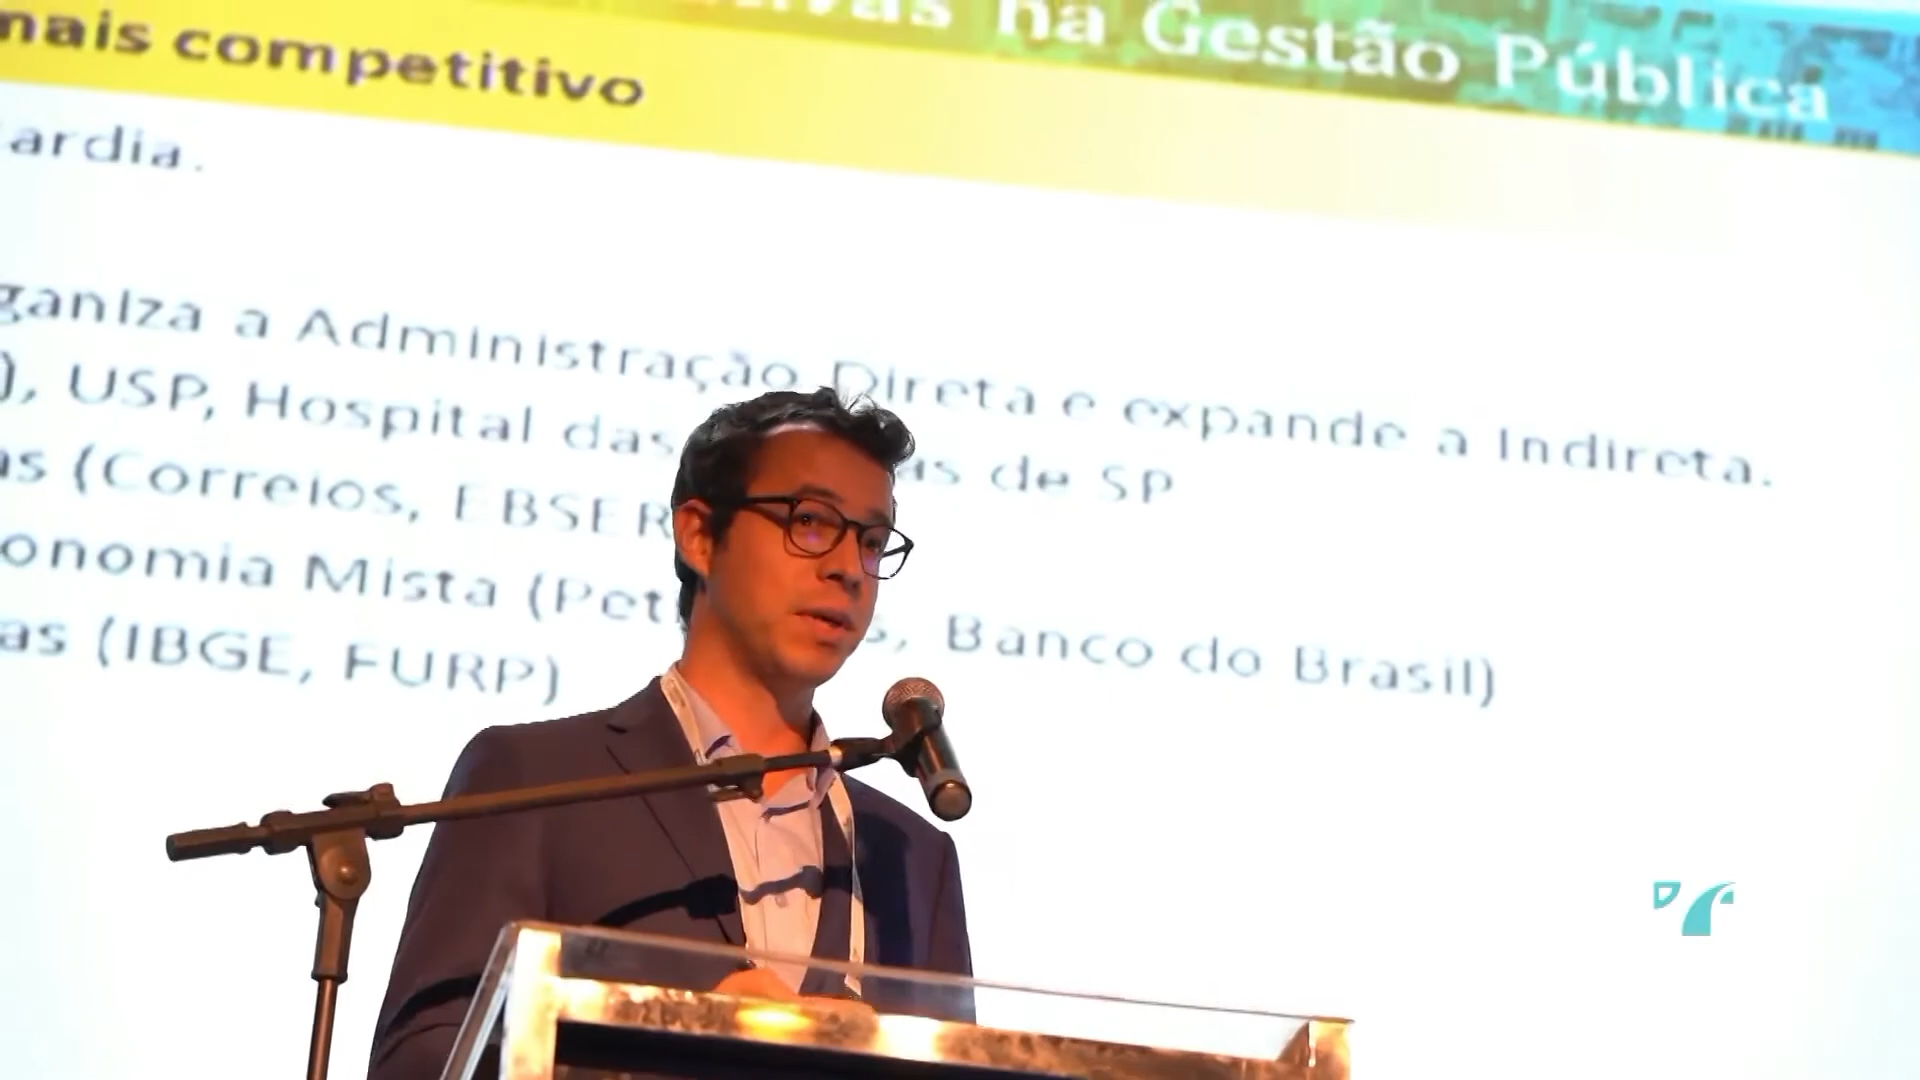 na Gestão Pública
mais competitivo
ardia.
ganiza a Administração Direta e expande a Indireta.
), USP, Hospital das as de SP
as (Correios, EBSER
onomia Mista (Pet s, Banco do Brasil)
as (IBGE, FURP)